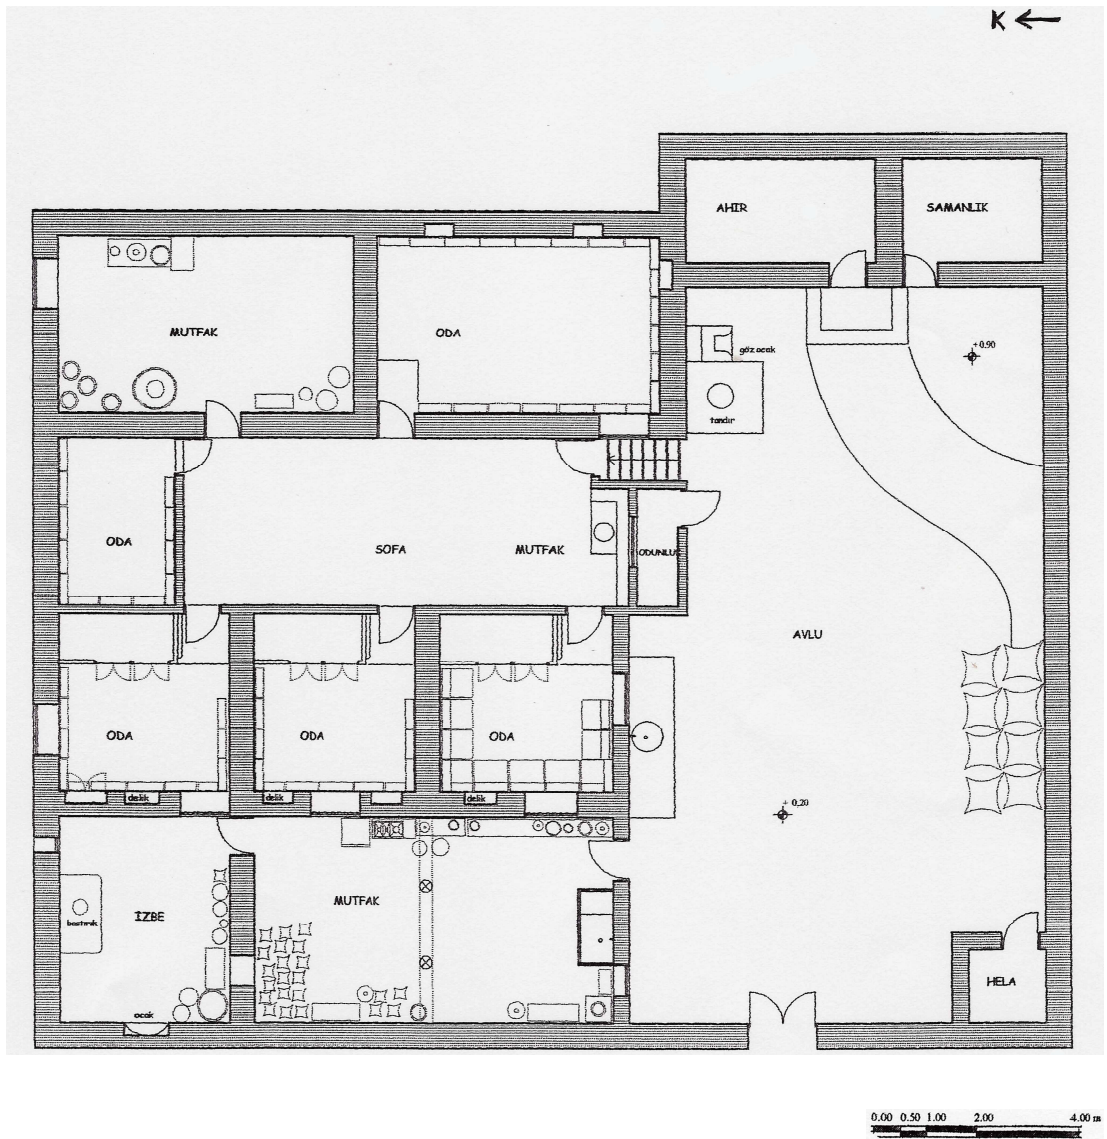 K
AHIR
SAMANLIK
MUTFAK
ODA
göz ocak
+0.90
tandır
ODA
SOFA
MUTFAK
ODUNLUK
AVLU
ODA
ODA
ODA
delik
delik
delik
+0.20
MUTFAK
İZBE
bastırık
HELA
ocak
0.00 0.50 1.00 2.00 4.00 m